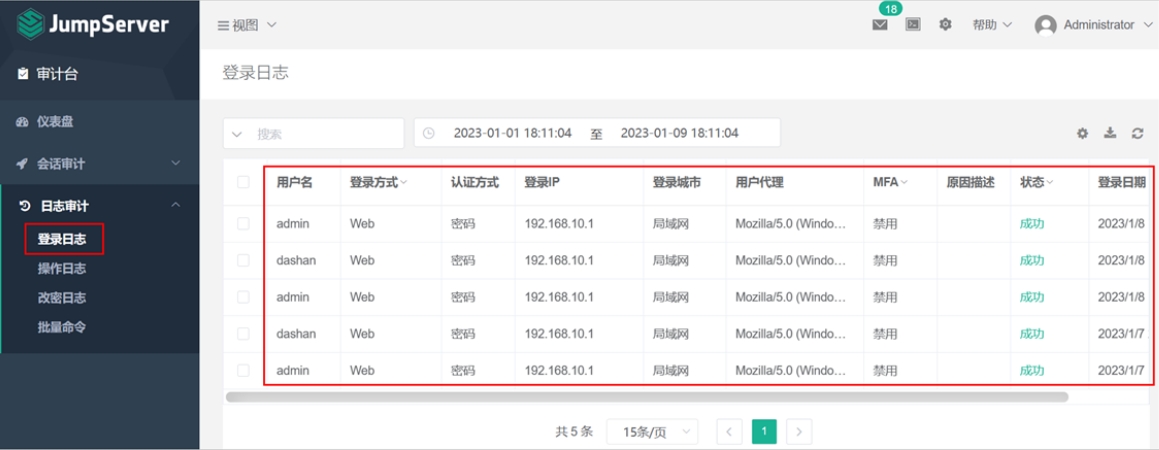 JumpServer
视图
18
帮助
Administrator
审计台
登录日志
仪表盘
会话审计
日志审计
登录日志
操作日志
改密日志
批量命令
搜索
2023-01-01 18:11:04 至 2023-01-09 18:11:04
用户名 登录方式 认证方式 登录IP 登录城市 用户代理 MFA 原因描述 状态 登录日期
admin Web 密码 192.168.10.1 局域网 Mozilla/5.0 (Windo... 禁用 成功 2023/1/8
dashan Web 密码 192.168.10.1 局域网 Mozilla/5.0 (Windo... 禁用 成功 2023/1/8
admin Web 密码 192.168.10.1 局域网 Mozilla/5.0 (Windo... 禁用 成功 2023/1/8
dashan Web 密码 192.168.10.1 局域网 Mozilla/5.0 (Windo... 禁用 成功 2023/1/7
admin Web 密码 192.168.10.1 局域网 Mozilla/5.0 (Windo... 禁用 成功 2023/1/7
共 5 条 15条/页 1